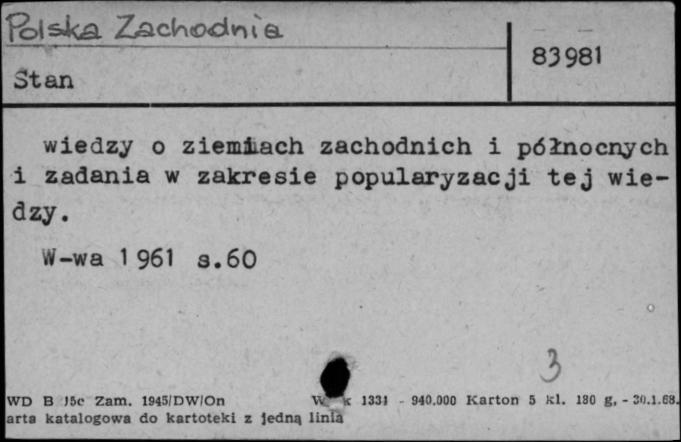 Polska Zachodnia
83981
Stan
wiedzy o ziemiach zachodnich i północnych
i zadania w zakresie popularyzacji tej wie-
dzy.
W-wa 1961 s.60
3
WD B 15c Zam. 1945/DW/On 1331 - 940.000 Karton 5 kl. 180 g, - 30.1.68.
arta katalogowa do kartoteki z jedną linia